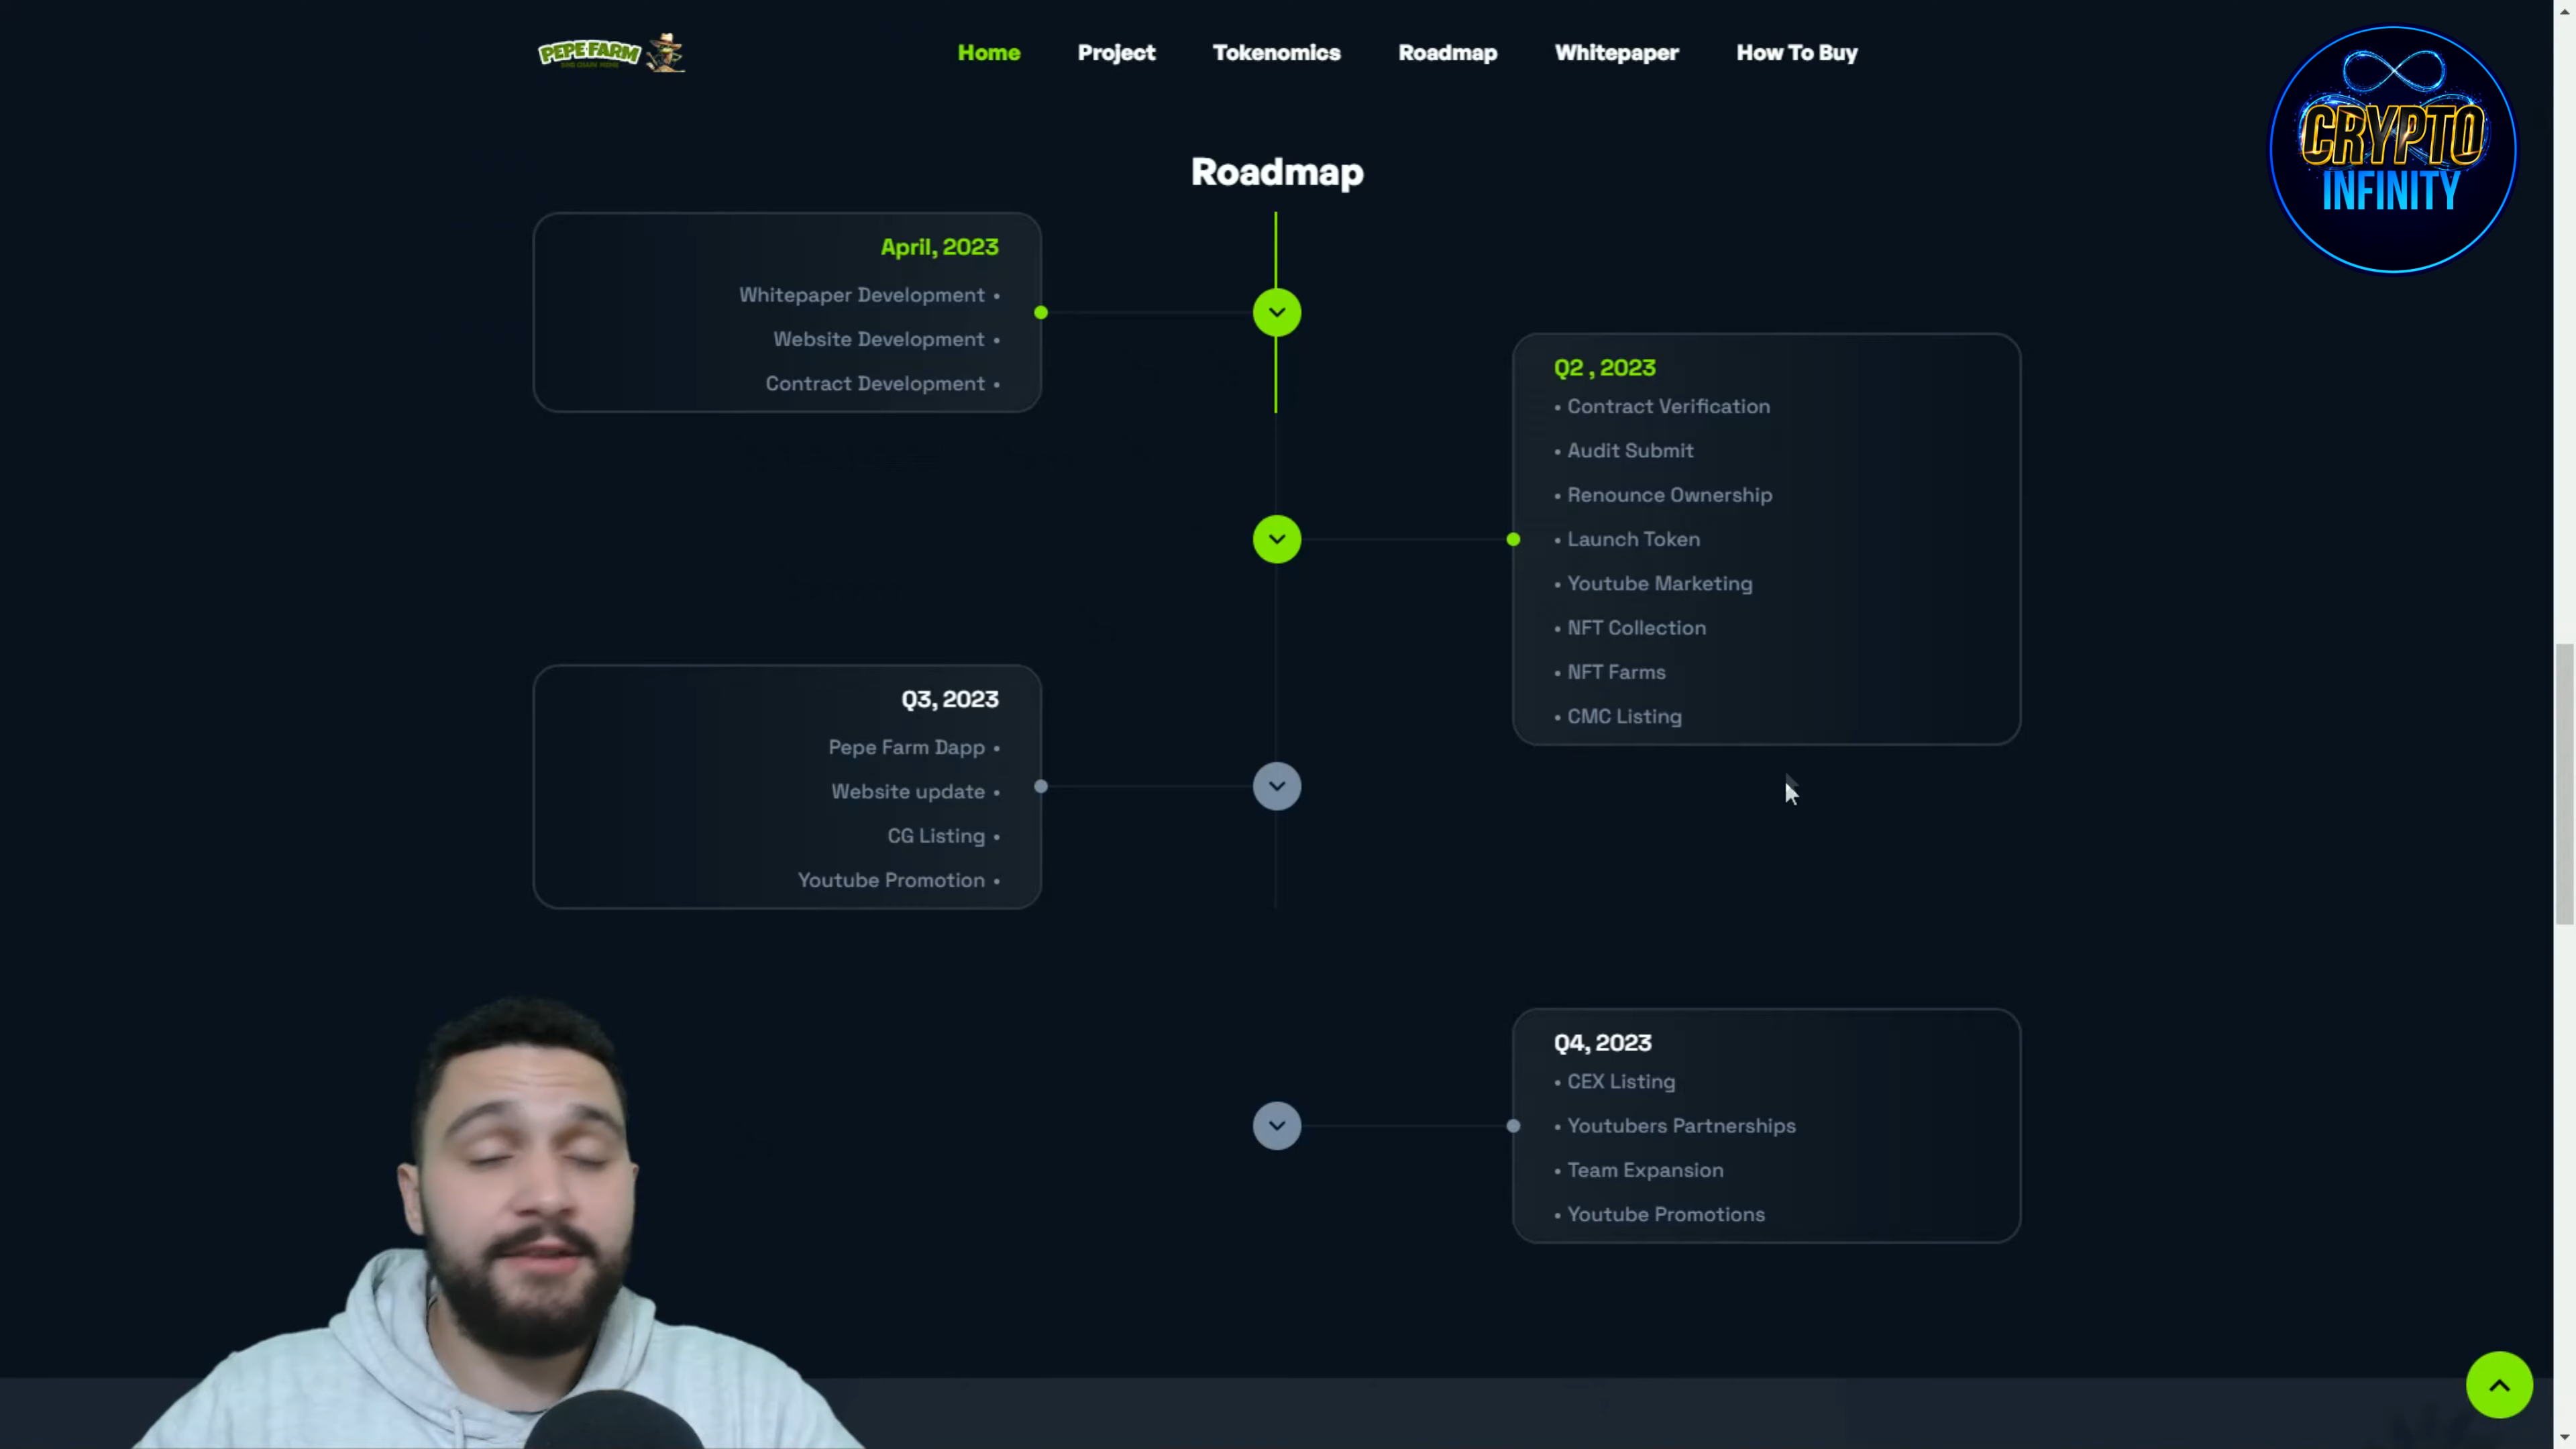 PEPE FARM
Home
Project
Tokenomics
Roadmap
Whitepaper
How To Buy
CRYPTO
INFINITY
Roadmap
April, 2023
Whitepaper Development •
Website Development •
Contract Development •
Q2 , 2023
• Contract Verification
• Audit Submit
• Renounce Ownership
• Launch Token
• Youtube Marketing
• NFT Collection
• NFT Farms
• CMC Listing
Q3, 2023
Pepe Farm Dapp •
Website update •
CG Listing •
Youtube Promotion •
Q4, 2023
• CEX Listing
• Youtubers Partnerships
• Team Expansion
• Youtube Promotions